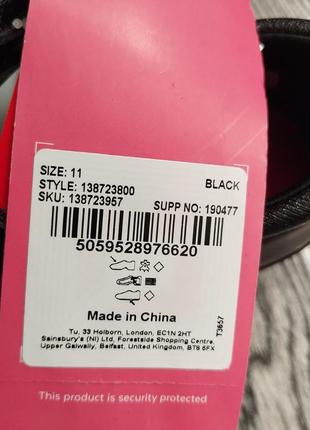 SIZE: 11
STYLE: 138723800 BLACK
SKU: 138723957 SUPP NO: 190477
5059528976620
T3657
Made in China
Tu, 33 Holborn, London, EC1N 2HT
Sainsbury's (NI) Ltd, Forestside Shopping Centre,
Upper Galwally, Belfast, United Kingdom, BT8 6FX
This product is security protected